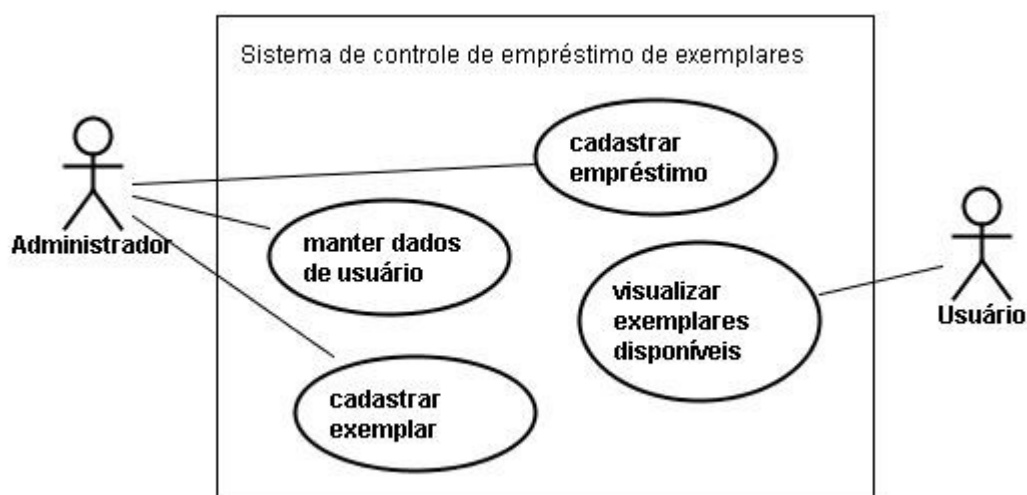 Sistema de controle de empréstimo de exemplares
cadastrar
empréstimo
Administrador
manter dados
de usuário
visualizar
exemplares
disponíveis
Usuário
cadastrar
exemplar